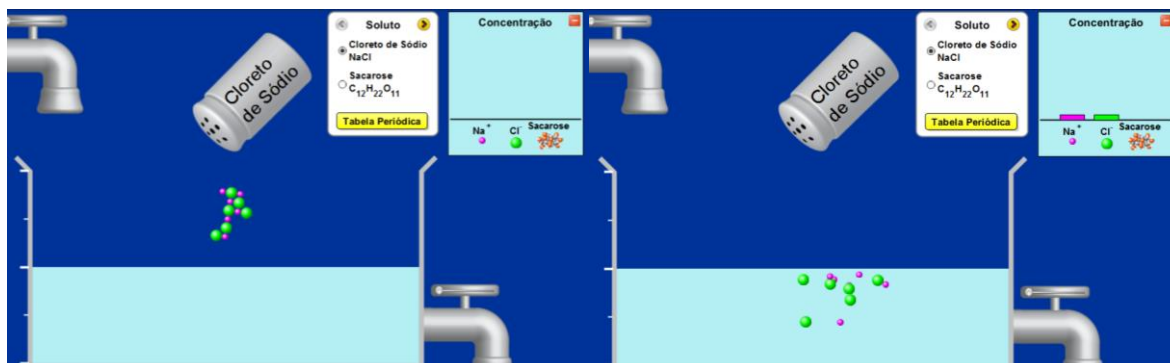 Soluto
Cloreto de Sódio
NaCl
Sacarose
C12H22O11
Tabela Periódica
Concentração
Na+ Cl- Sacarose
Cloreto
de Sódio
Soluto
Cloreto de Sódio
NaCl
Sacarose
C12H22O11
Tabela Periódica
Concentração
Na+ Cl- Sacarose
Cloreto
de Sódio